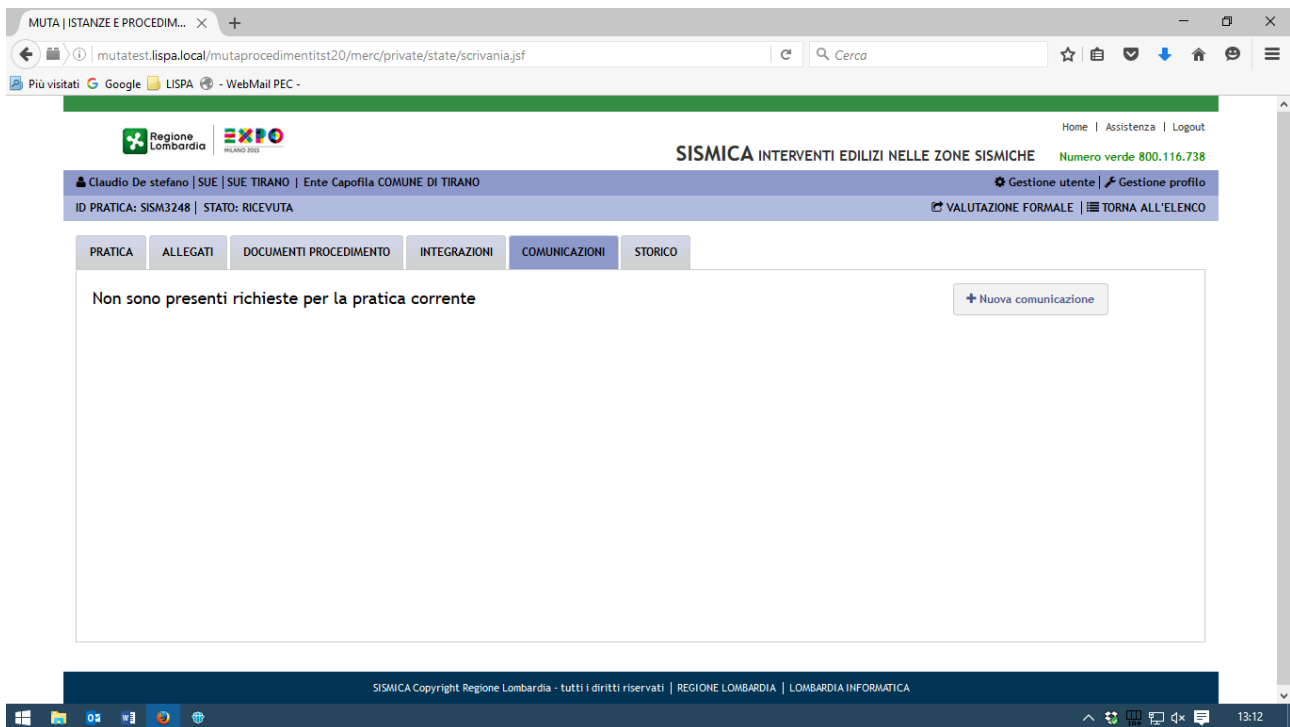 MUTA | ISTANZE E PROCEDIM...
mutatest.lispa.local/mutaprocedimentitst20/merc/private/state/scrivania.jsf
Cerca
Più visitati Google LISPA - WebMail PEC -
Regione Lombardia
EXPO
MILANO 2015
Home | Assistenza | Logout
SISMICA INTERVENTI EDILIZI NELLE ZONE SISMICHE
Numero verde 800.116.738
Claudio De stefano | SUE | SUE TIRANO | Ente Capofila COMUNE DI TIRANO
Gestione utente | Gestione profilo
ID PRATICA: SISM3248 | STATO: RICEVUTA
VALUTAZIONE FORMALE | TORNA ALL'ELENCO
PRATICA ALLEGATI DOCUMENTI PROCEDIMENTO INTEGRAZIONI COMUNICAZIONI STORICO
Non sono presenti richieste per la pratica corrente
+ Nuova comunicazione
SISMICA Copyright Regione Lombardia - tutti i diritti riservati | REGIONE LOMBARDIA | LOMBARDIA INFORMATICA
13:12